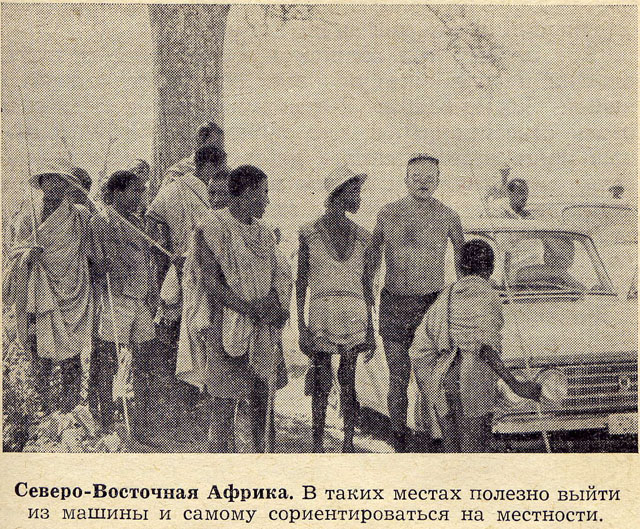 Северо-Восточная Африка. В таких местах полезно выйти
из машины и самому сориентироваться на местности.